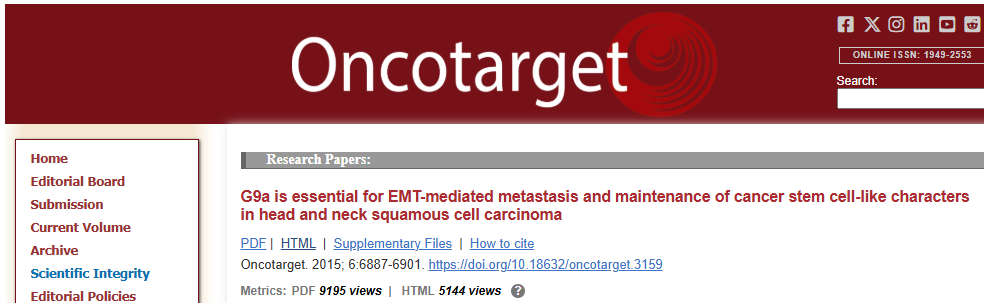 Oncotarget
ONLINE ISSN: 1949-2553
Search:
Home
Editorial Board
Submission
Current Volume
Archive
Scientific Integrity
Editorial Policies
Research Papers:
G9a is essential for EMT-mediated metastasis and maintenance of cancer stem cell-like characters
in head and neck squamous cell carcinoma
PDF | HTML | Supplementary Files | How to cite
Oncotarget. 2015; 6:6887-6901. https://doi.org/10.18632/oncotarget.3159
Metrics: PDF 9195 views | HTML 5144 views ?